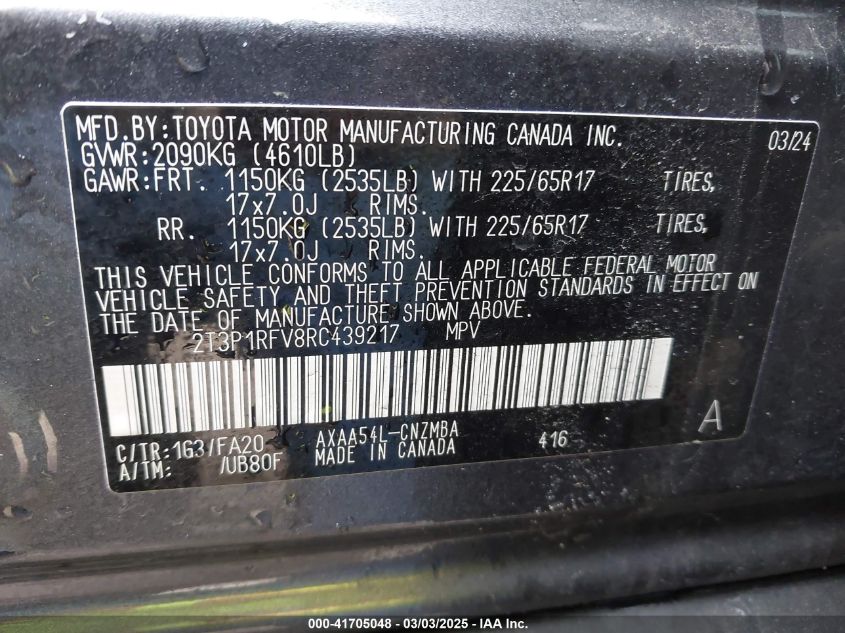 MFD.BY:TOYOTA MOTOR MANUFACTURING CANADA INC. 03/24
GVWR:2090KG (4610LB)
GAWR:FRT. 1150KG (2535LB) WITH 225/65R17 TIRES,
17x7.0J RIMS.
RR. 1150KG (2535LB) WITH 225/65R17 TIRES,
17x7.0J RIMS.
THIS VEHICLE CONFORMS TO ALL APPLICABLE FEDERAL MOTOR
VEHICLE SAFETY AND THEFT PREVENTION STANDARDS IN EFFECT ON
THE DATE OF MANUFACTURE SHOWN ABOVE.
2T3P1RFV8RC439217 MPV
C/TR:1G3/FA20 AXAA54L-CNZMBA 416 A
A/TM: /UB80F MADE IN CANADA
000-41705048 - 03/03/2025 - © IAA Inc.